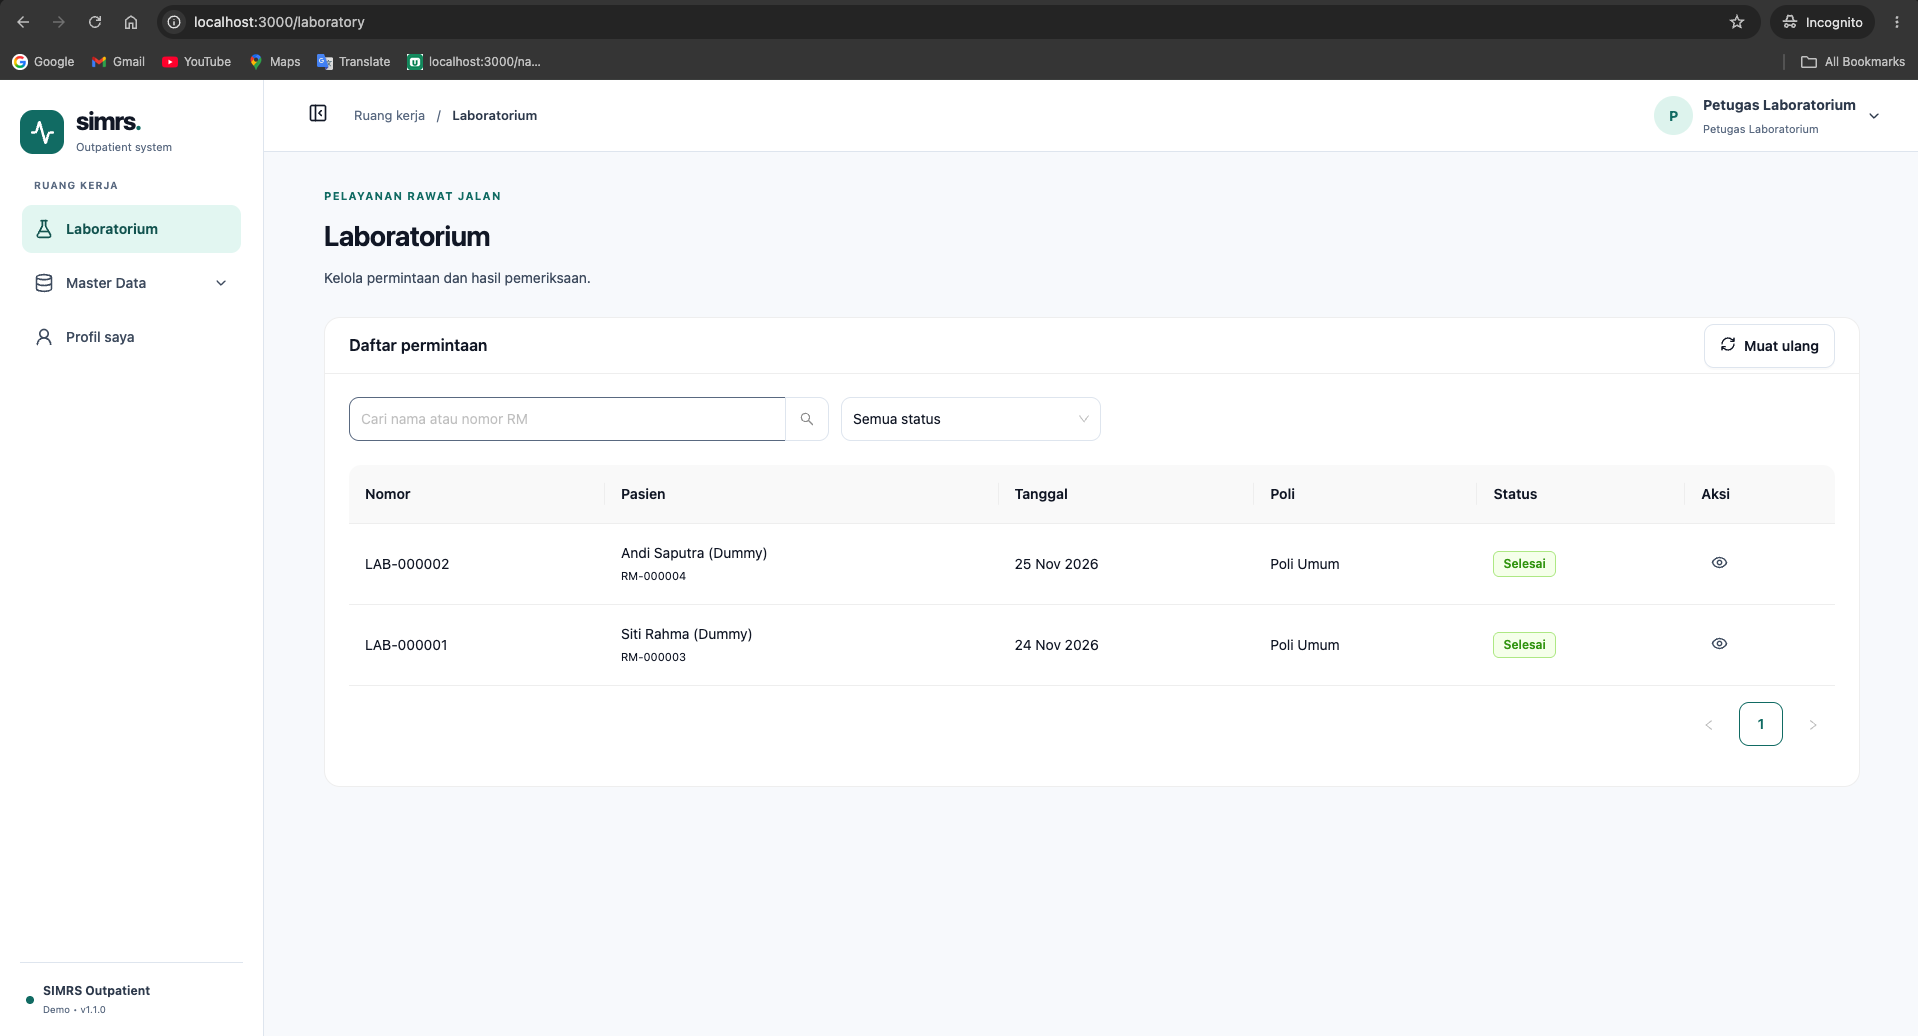 localhost:3000/laboratory
Incognito
Google
Gmail
YouTube
Maps
Translate
localhost:3000/na...
All Bookmarks
simrs.
Outpatient system
RUANG KERJA
Laboratorium
Master Data
Profil saya
SIMRS Outpatient
Demo • v1.1.0
Ruang kerja / Laboratorium
P
Petugas Laboratorium
Petugas Laboratorium
PELAYANAN RAWAT JALAN
Laboratorium
Kelola permintaan dan hasil pemeriksaan.
Daftar permintaan
Muat ulang
Cari nama atau nomor RM
Semua status
Nomor Pasien Tanggal Poli Status Aksi
LAB-000002 Andi Saputra (Dummy) 25 Nov 2026 Poli Umum Selesai
RM-000004
LAB-000001 Siti Rahma (Dummy) 24 Nov 2026 Poli Umum Selesai
RM-000003
< 1 >